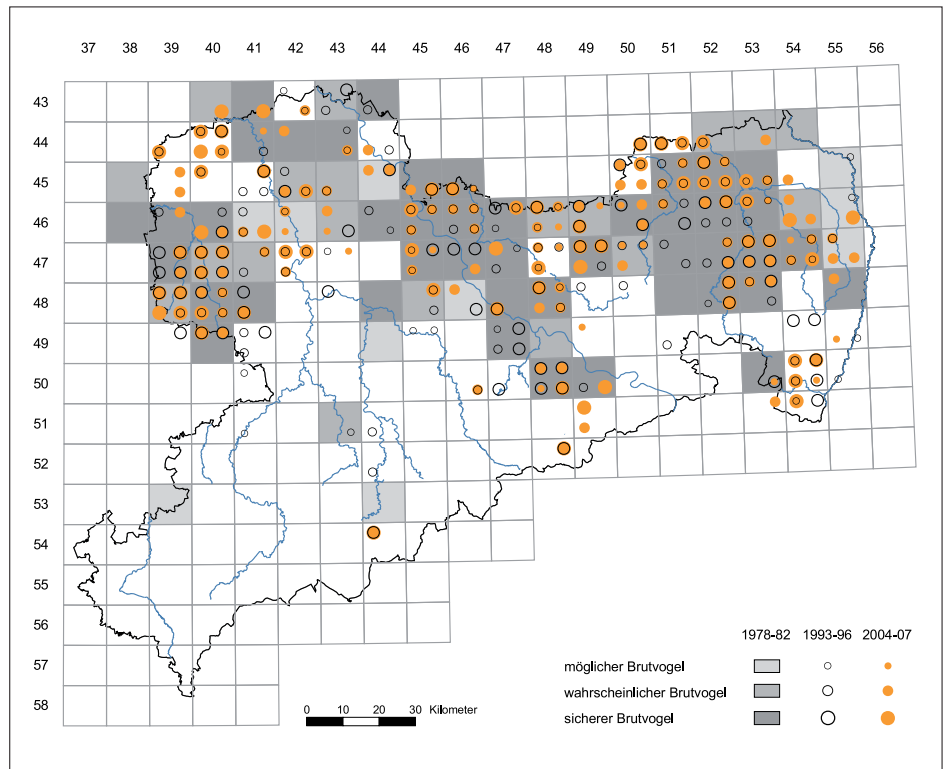 37 38 39 40 41 42 43 44 45 46 47 48 49 50 51 52 53 54 55 56
43
44
45
46
47
48
49
50
51
52
53
54
55
56
57
58
1978-82 1993-96 2004-07
möglicher Brutvogel
wahrscheinlicher Brutvogel
sicherer Brutvogel
Kilometer
0 10 20 30